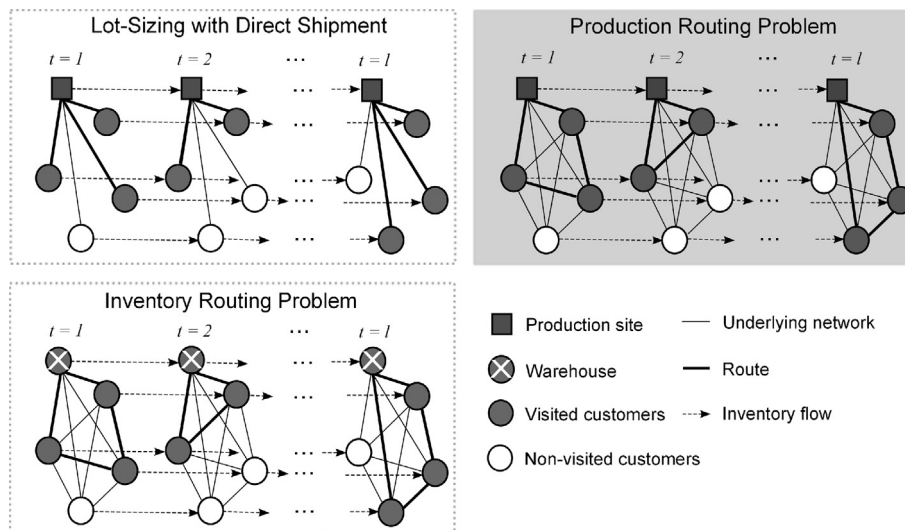 Lot-Sizing with Direct Shipment
t = 1
t = 2
...
t = l
...
...
...
...
Production Routing Problem
t = 1
t = 2
...
t = l
...
...
...
...
Inventory Routing Problem
t = 1
t = 2
...
t = l
...
...
...
...
Production site
Underlying network
Warehouse
Route
Visited customers
Inventory flow
Non-visited customers